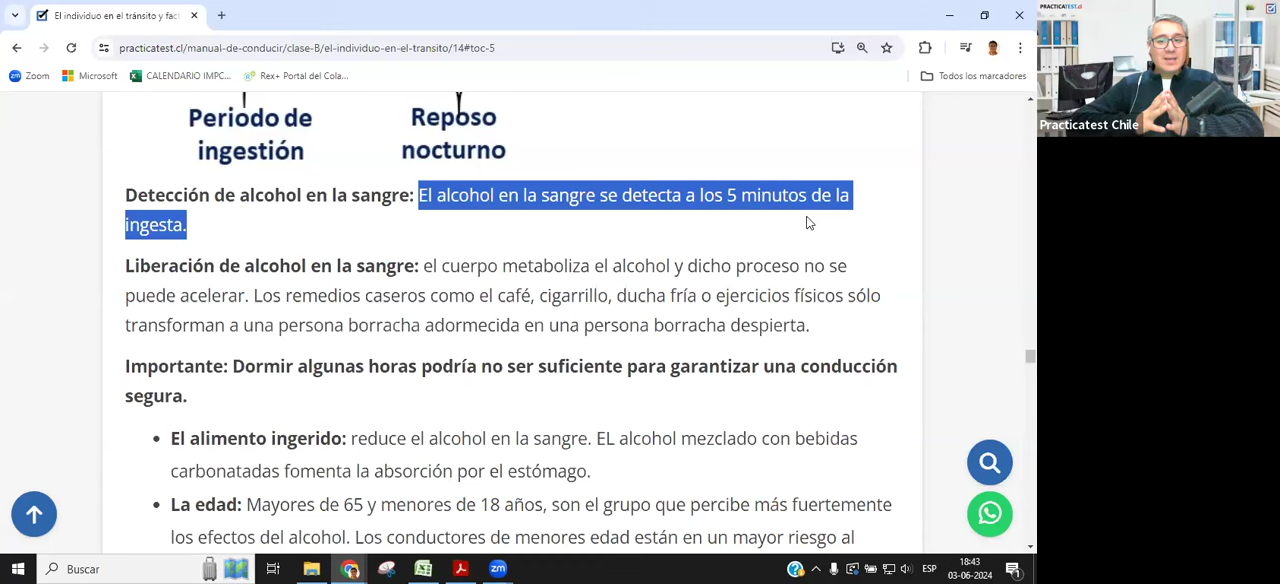 El individuo en el tránsito y fact
practicatest.cl/manual-de-conducir/clase-B/el-individuo-en-el-transito/14#toc-5
Zoom
Microsoft
CALENDARIO IMPC...
Rex+ Portal del Cola...
Todos los marcadores
PRACTICATEST.cl
Practicatest Chile
Periodo de
ingestión
Reposo
nocturno
Detección de alcohol en la sangre: El alcohol en la sangre se detecta a los 5 minutos de la
ingesta.
Liberación de alcohol en la sangre: el cuerpo metaboliza el alcohol y dicho proceso no se
puede acelerar. Los remedios caseros como el café, cigarrillo, ducha fría o ejercicios físicos sólo
transforman a una persona borracha adormecida en una persona borracha despierta.
Importante: Dormir algunas horas podría no ser suficiente para garantizar una conducción
segura.
• El alimento ingerido: reduce el alcohol en la sangre. EL alcohol mezclado con bebidas
carbonatadas fomenta la absorción por el estómago.
• La edad: Mayores de 65 y menores de 18 años, son el grupo que percibe más fuertemente
los efectos del alcohol. Los conductores de menores edad están en un mayor riesgo al
Buscar
zm
ESP
18:43
03-06-2024
1